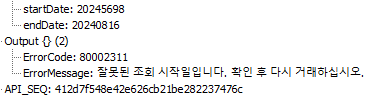 startDate: 20245698
endDate: 20240816
Output {} (2)
ErrorCode: 80002311
ErrorMessage: 잘못된 조회 시작일입니다. 확인 후 다시 거래하십시오.
API_SEQ: 412d7f548e42e626cb21be282237476c